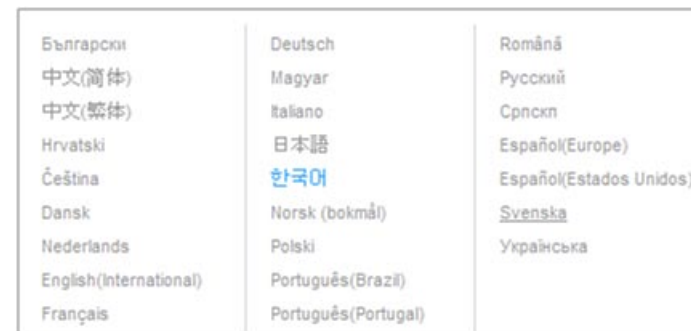 Български
中文(简体)
中文(繁体)
Hrvatski
Čeština
Dansk
Nederlands
English(International)
Français
Deutsch
Magyar
Italiano
日本語
한국어
Norsk (bokmål)
Polski
Português(Brazil)
Português(Portugal)
Română
Русский
Српскп
Español(Europe)
Español(Estados Unidos)
Svenska
Українська